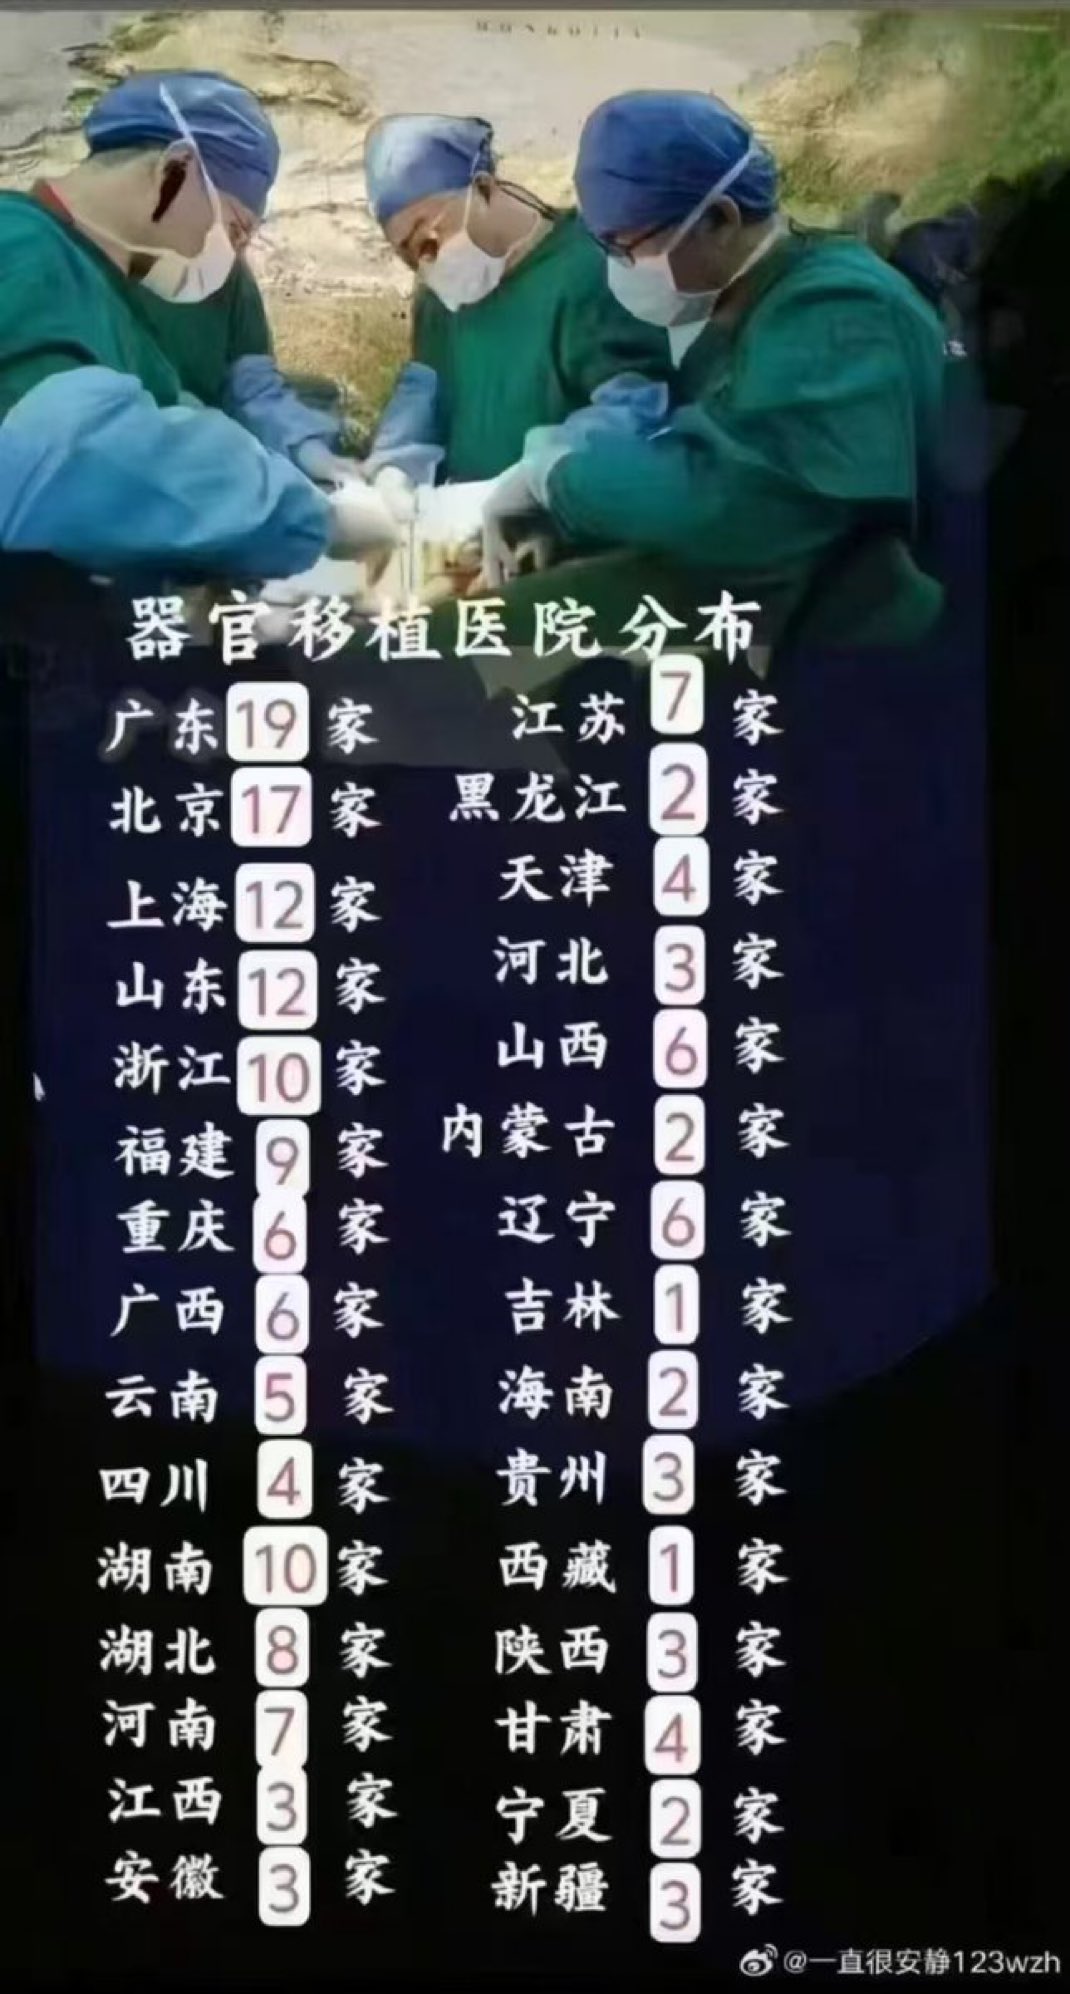 器官移植医院分布
广东 19 家 江苏 7 家
北京 17 家 黑龙江 2 家
上海 12 家 天津 4 家
山东 12 家 河北 3 家
浙江 10 家 山西 6 家
福建 9 家 内蒙古 2 家
重庆 6 家 辽宁 6 家
广西 6 家 吉林 1 家
云南 5 家 海南 2 家
四川 4 家 贵州 3 家
湖南 10 家 西藏 1 家
湖北 8 家 陕西 3 家
河南 7 家 甘肃 4 家
江西 3 家 宁夏 2 家
安徽 3 家 新疆 3 家
@一直很安静123wzh